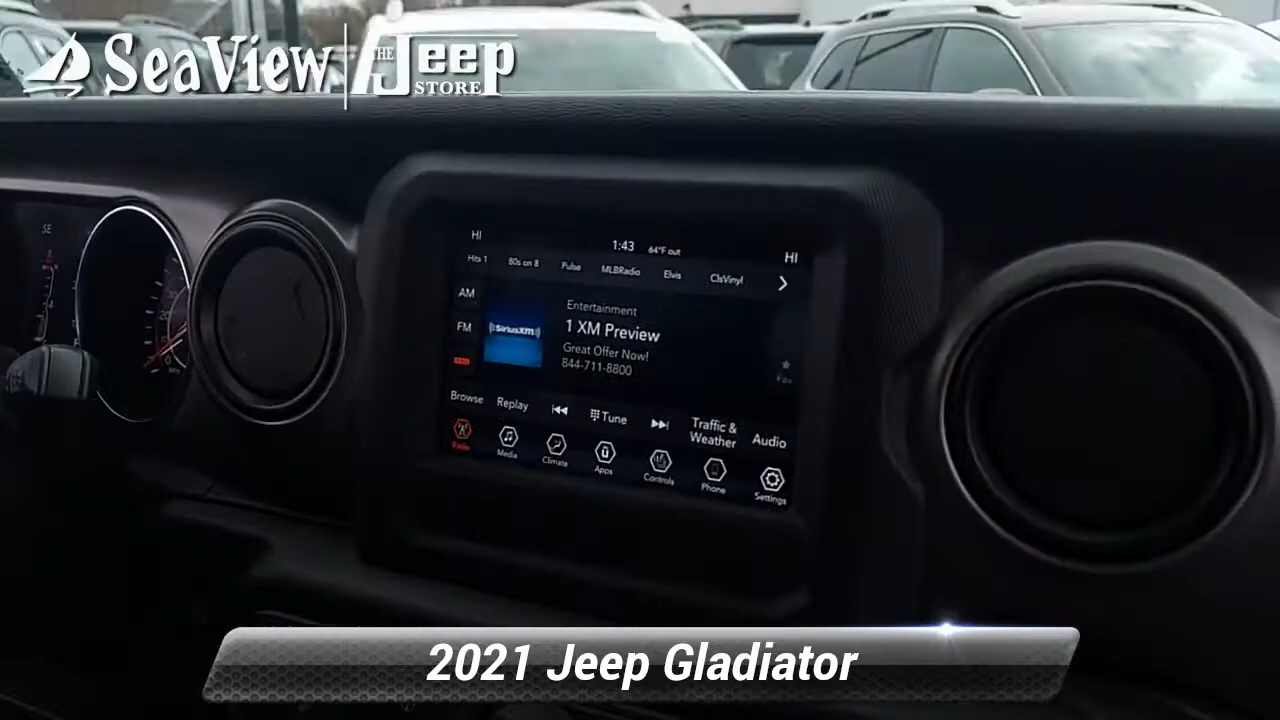 SeaView
THE
Jeep
STORE
SE
HI
1:43
64°F out
HI
Hits 1
80s on 8
Pulse
MLBRadio
Elvis
ClsVinyl
AM
FM
((SiriusXM))
Entertainment
1 XM Preview
Great Offer Now!
844-711-8800
Browse
Replay
Tune
Traffic &
Weather
Audio
Radio
Media
Climate
Apps
Controls
Phone
Settings
2021 Jeep Gladiator